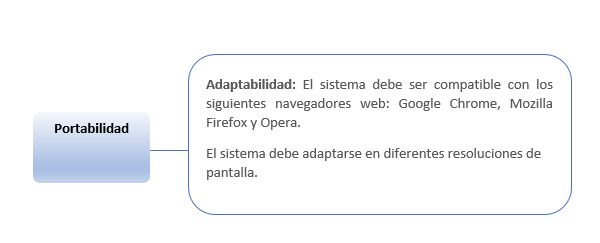 Portabilidad
Adaptabilidad: El sistema debe ser compatible con los
siguientes navegadores web: Google Chrome, Mozilla
Firefox y Opera.
El sistema debe adaptarse en diferentes resoluciones de
pantalla.